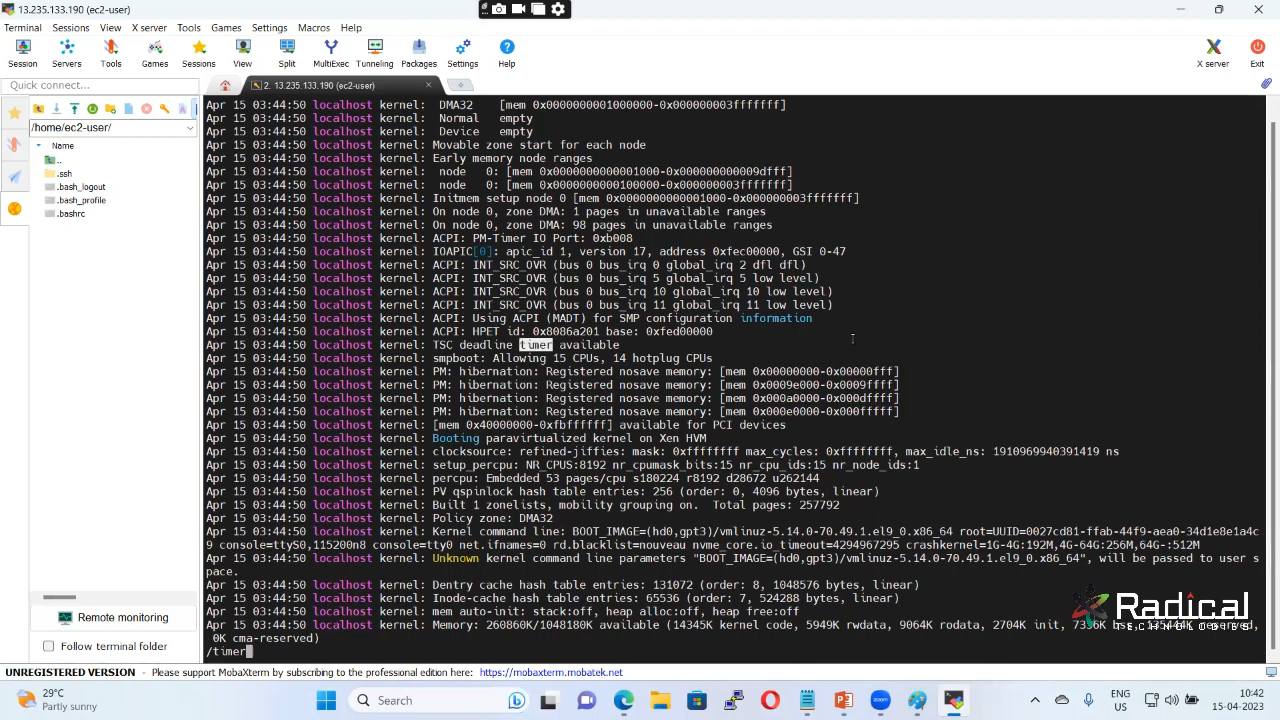 13.235.133.190 (ec2-user)
Terminal Sessions View X server Tools Games Settings Macros Help
Session Servers Tools Games Sessions View Split MultiExec Tunneling Packages Settings Help X server Exit
Quick connect...
2. 13.235.133.190 (ec2-user)
/home/ec2-user/
Name
..
.ssh
.bash_logout
.bash_profile
.bashrc
Remote monitoring
Follow terminal folder
Apr 15 03:44:50 localhost kernel:  DMA32    [mem 0x0000000001000000-0x000000003fffffff]
Apr 15 03:44:50 localhost kernel:  Normal   empty
Apr 15 03:44:50 localhost kernel:  Device   empty
Apr 15 03:44:50 localhost kernel: Movable zone start for each node
Apr 15 03:44:50 localhost kernel: Early memory node ranges
Apr 15 03:44:50 localhost kernel:  node   0: [mem 0x0000000000001000-0x000000000009dfff]
Apr 15 03:44:50 localhost kernel:  node   0: [mem 0x0000000000100000-0x000000003fffffff]
Apr 15 03:44:50 localhost kernel: Initmem setup node 0 [mem 0x0000000000001000-0x000000003fffffff]
Apr 15 03:44:50 localhost kernel: On node 0, zone DMA: 1 pages in unavailable ranges
Apr 15 03:44:50 localhost kernel: On node 0, zone DMA: 98 pages in unavailable ranges
Apr 15 03:44:50 localhost kernel: ACPI: PM-Timer IO Port: 0xb008
Apr 15 03:44:50 localhost kernel: IOAPIC[0]: apic_id 1, version 17, address 0xfec00000, GSI 0-47
Apr 15 03:44:50 localhost kernel: ACPI: INT_SRC_OVR (bus 0 bus_irq 0 global_irq 2 dfl dfl)
Apr 15 03:44:50 localhost kernel: ACPI: INT_SRC_OVR (bus 0 bus_irq 5 global_irq 5 low level)
Apr 15 03:44:50 localhost kernel: ACPI: INT_SRC_OVR (bus 0 bus_irq 10 global_irq 10 low level)
Apr 15 03:44:50 localhost kernel: ACPI: INT_SRC_OVR (bus 0 bus_irq 11 global_irq 11 low level)
Apr 15 03:44:50 localhost kernel: ACPI: Using ACPI (MADT) for SMP configuration information
Apr 15 03:44:50 localhost kernel: ACPI: HPET id: 0x8086a201 base: 0xfed00000
Apr 15 03:44:50 localhost kernel: TSC deadline timer available
Apr 15 03:44:50 localhost kernel: smpboot: Allowing 15 CPUs, 14 hotplug CPUs
Apr 15 03:44:50 localhost kernel: PM: hibernation: Registered nosave memory: [mem 0x00000000-0x00000fff]
Apr 15 03:44:50 localhost kernel: PM: hibernation: Registered nosave memory: [mem 0x0009e000-0x0009ffff]
Apr 15 03:44:50 localhost kernel: PM: hibernation: Registered nosave memory: [mem 0x000a0000-0x000dffff]
Apr 15 03:44:50 localhost kernel: PM: hibernation: Registered nosave memory: [mem 0x000e0000-0x000fffff]
Apr 15 03:44:50 localhost kernel: [mem 0x40000000-0xfbffffff] available for PCI devices
Apr 15 03:44:50 localhost kernel: Booting paravirtualized kernel on Xen HVM
Apr 15 03:44:50 localhost kernel: clocksource: refined-jiffies: mask: 0xffffffff max_cycles: 0xffffffff, max_idle_ns: 1910969940391419 ns
Apr 15 03:44:50 localhost kernel: setup_percpu: NR_CPUS:8192 nr_cpumask_bits:15 nr_cpu_ids:15 nr_node_ids:1
Apr 15 03:44:50 localhost kernel: percpu: Embedded 53 pages/cpu s180224 r8192 d28672 u262144
Apr 15 03:44:50 localhost kernel: PV qspinlock hash table entries: 256 (order: 0, 4096 bytes, linear)
Apr 15 03:44:50 localhost kernel: Built 1 zonelists, mobility grouping on.  Total pages: 257792
Apr 15 03:44:50 localhost kernel: Policy zone: DMA32
Apr 15 03:44:50 localhost kernel: Kernel command line: BOOT_IMAGE=(hd0,gpt3)/vmlinuz-5.14.0-70.49.1.el9_0.x86_64 root=UUID=0027cd81-ffab-44f9-aea0-34d1e8e1a4c
9 console=ttyS0,115200n8 console=tty0 net.ifnames=0 rd.blacklist=nouveau nvme_core.io_timeout=4294967295 crashkernel=1G-4G:192M,4G-64G:256M,64G-:512M
Apr 15 03:44:50 localhost kernel: Unknown kernel command line parameters "BOOT_IMAGE=(hd0,gpt3)/vmlinuz-5.14.0-70.49.1.el9_0.x86_64", will be passed to user s
pace.
Apr 15 03:44:50 localhost kernel: Dentry cache hash table entries: 131072 (order: 8, 1048576 bytes, linear)
Apr 15 03:44:50 localhost kernel: Inode-cache hash table entries: 65536 (order: 7, 524288 bytes, linear)
Apr 15 03:44:50 localhost kernel: mem auto-init: stack:off, heap alloc:off, heap free:off
Apr 15 03:44:50 localhost kernel: Memory: 260860K/1048180K available (14345K kernel code, 5949K rwdata, 9064K rodata, 2704K init,
0K cma-reserved)
/timer
Radical
UNREGISTERED VERSION - Please support MobaXterm by subscribing to the professional edition here: https://mobaxterm.mobatek.net
29°C
Partly sunny
Search
ENG
US
10:42
15-04-2023